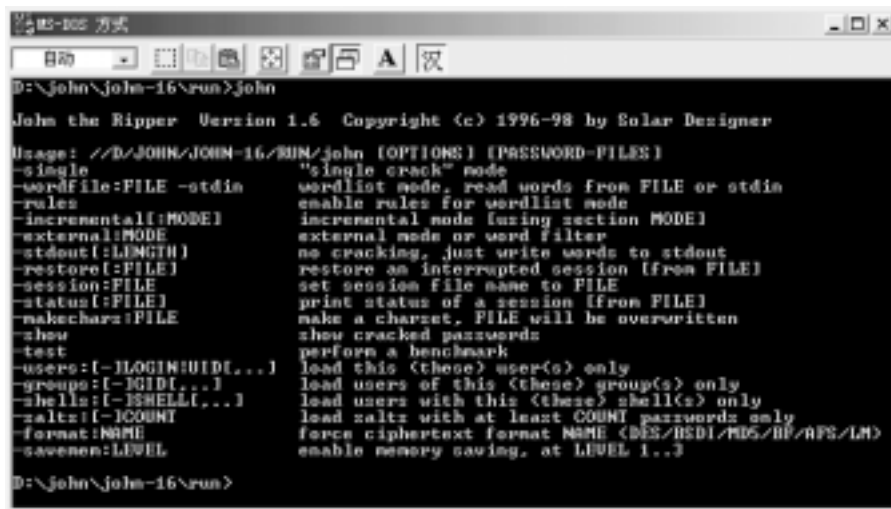 MS-DOS 方式
自动
A 汉
D:\john\john-16\run>john
John the Ripper  Version 1.6  Copyright (c) 1996-98 by Solar Designer
Usage: //D/JOHN/JOHN-16/RUN/john [OPTIONS] [PASSWORD-FILES]
-single                    "single crack" mode
-wordfile:FILE -stdin      wordlist mode, read words from FILE or stdin
-rules                     enable rules for wordlist mode
-incremental[:MODE]        incremental mode [using section MODE]
-external:MODE             external mode or word filter
-stdout[:LENGTH]           no cracking, just write words to stdout
-restore[:FILE]            restore an interrupted session [from FILE]
-session:FILE              set session file name to FILE
-status[:FILE]             print status of a session [from FILE]
-makechars:FILE            make a charset, FILE will be overwritten
-show                      show cracked passwords
-test                      perform a benchmark
-users:[-]LOGIN|UID[,...]  load this (these) user(s) only
-groups:[-]GID[,...]       load users of this (these) group(s) only
-shells:[-]SHELL[,...]     load users with this (these) shell(s) only
-salts:[-]COUNT            load salts with at least COUNT passwords only
-format:NAME               force ciphertext format NAME (DES/BSDI/MD5/BF/AFS/LM)
-savemem:LEVEL             enable memory saving, at LEVEL 1..3
D:\john\john-16\run>